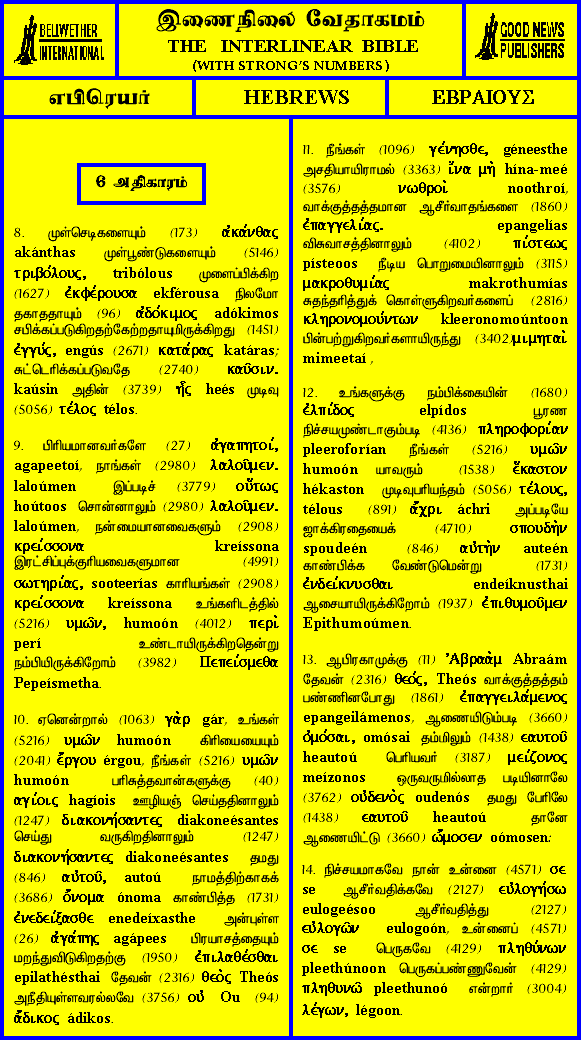 BELLWETHER
INTERNATIONAL
இணைநிலை வேதாகமம்
THE INTERLINEAR BIBLE
(WITH STRONG'S NUMBERS)
GOOD NEWS
PUBLISHERS
எபிரெயர்
HEBREWS
ΕΒΡΑΙΟΥΣ
6 அதிகாரம்
8. முள்செடிகளையும் (173) ἀκάνθας
akánthas முள்பூண்டுகளையும் (5146)
τριβόλους, tribólous முளைப்பிக்கிற
(1627) ἐκφέρουσα ekférousa நிலமோ
தகாததாயும் (96) ἀδόκιμος adókimos
சபிக்கப்படுகிறதற்கேற்றதாயுமிருக்கிறது (1451)
ἐγγύς, engús (2671) κατάρας katáras;
சுட்டெரிக்கப்படுவதே (2740) καῦσιν.
kaúsin அதின் (3739) ἧς heés முடிவு
(5056) τέλος télos.
9. பிரியமானவர்களே (27) ἀγαπητοί,
agapeetoí, நாங்கள் (2980) λαλοῦμεν.
laloúmen இப்படிச் (3779) οὕτως
hoútoos சொன்னாலும் (2980) λαλοῦμεν.
laloúmen, நன்மையானவைகளும் (2908)
κρείσσονα kreíssona
இரட்சிப்புக்குரியவைகளுமான (4991)
σωτηρίας, sooteerías காரியங்கள் (2908)
κρείσσονα kreíssona உங்களிடத்தில்
(5216) υμῶν, humoón (4012) περὶ
perí உண்டாயிருக்கிறதென்று
நம்பியிருக்கிறோம் (3982) Πεπείσμεθα
Pepeísmetha.
10. ஏனென்றால் (1063) γὰρ gár, உங்கள்
(5216) υμῶν humoón கிரியையையும்
(2041) ἔργου érgou, நீங்கள் (5216) υμῶν
humoón பரிசுத்தவான்களுக்கு (40)
αγίοις hagíois ஊழியஞ் செய்ததினாலும்
(1247) διακονήσαντες diakoneésantes
செய்து வருகிறதினாலும் (1247)
διακονήσαντες diakoneésantes தமது
(846) αὐτοῦ, autoú நாமத்திற்காகக்
(3686) ὄνομα ónoma காண்பித்த (1731)
ἐνεδείξασθε enedeíxasthe அன்புள்ள
(26) ἀγάπης agápees பிரயாசத்தையும்
மறந்துவிடுகிறதற்கு (1950) ἐπιλαθέσθαι
epilathésthai தேவன் (2316) θεὸς Theós
அநீதியுள்ளவரல்லவே (3756) οὐ Ou (94)
ἄδικος ádikos.
11. நீங்கள் (1096) γένησθε, géneesthe
அசதியாயிராமல் (3363) ἵνα μὴ hína-meé
(3576) νωθροὶ noothroí,
வாக்குத்தத்தமான ஆசீர்வாதங்களை (1860)
ἐπαγγελίας. epangelías
விசுவாசத்தினாலும் (4102) πίστεως
písteoos நீடிய பொறுமையினாலும் (3115)
μακροθυμίας makrothumías
சுதந்தரித்துக் கொள்ளுகிறவர்களைப் (2816)
κληρονομούντων kleeronomoúntoon
பின்பற்றுகிறவர்களாயிருந்து (3402)μιμηταὶ
mimeetaí ,
12. உங்களுக்கு நம்பிக்கையின் (1680)
ἐλπίδος elpídos பூரண
நிச்சயமுண்டாகும்படி (4136) πληροφορίαν
pleeroforían நீங்கள் (5216) υμῶν
humoón யாவரும் (1538) ἕκαστον
hékaston முடிவுபரியந்தம் (5056) τέλους,
télous (891) ἄχρι áchri அப்படியே
ஜாக்கிரதையைக் (4710) σπουδὴν
spoudeén (846) αὐτὴν auteén
காண்பிக்க வேண்டுமென்று (1731)
ἐνδείκνυσθαι endeíknusthai
ஆசையாயிருக்கிறோம் (1937) ἐπιθυμοῦμεν
Epithumoúmen.
13. ஆபிரகாமுக்கு (11) Ἀβραὰμ Abraám
தேவன் (2316) θεός, Theós வாக்குத்தத்தம்
பண்ணினபோது (1861) ἐπαγγειλάμενος
epangeilámenos, ஆணையிடும்படி (3660)
ὀμόσαι, omósai தம்மிலும் (1438) εαυτοῦ
heautoú பெரியவர் (3187) μείζονος
meízonos ஒருவருமில்லாத படியினாலே
(3762) οὐδενὸς oudenós தமது பேரிலே
(1438) εαυτοῦ heautoú தானே
ஆணையிட்டு (3660) ὤμοσεν oómosen:
14. நிச்சயமாகவே நான் உன்னை (4571) σε
se ஆசீர்வதிக்கவே (2127) εὐλογήσω
eulogeésoo ஆசீர்வதித்து (2127)
εὐλογῶν eulogoón, உன்னைப் (4571)
σε se பெருகவே (4129) πληθύνων
pleethúnoon பெருகப்பண்ணுவேன் (4129)
πληθυνῶ pleethunoó என்றார் (3004)
λέγων, légoon.